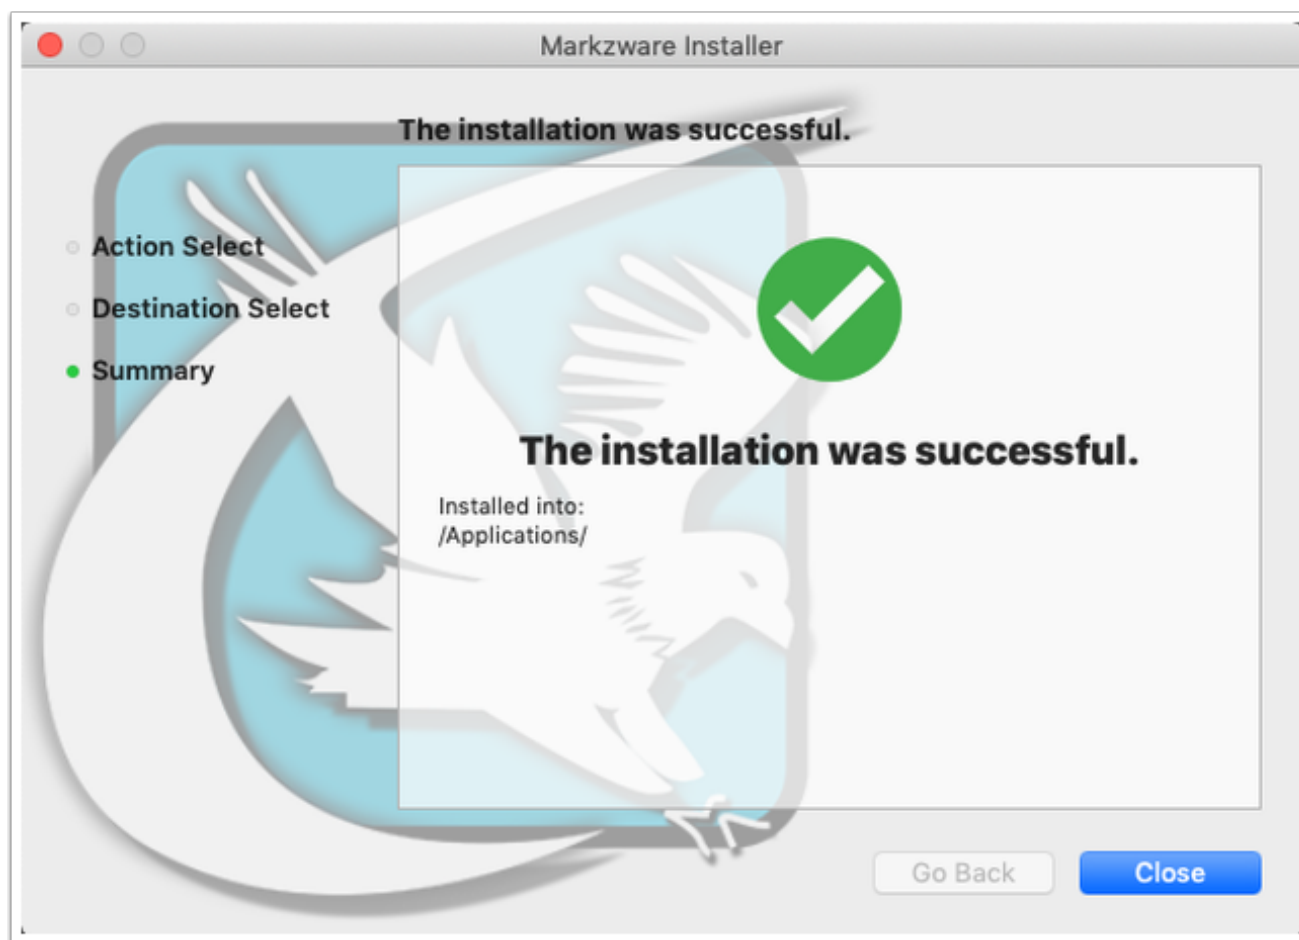 Markzware Installer
The installation was successful.
Action Select
Destination Select
Summary
The installation was successful.
Installed into:
/Applications/
Go Back
Close